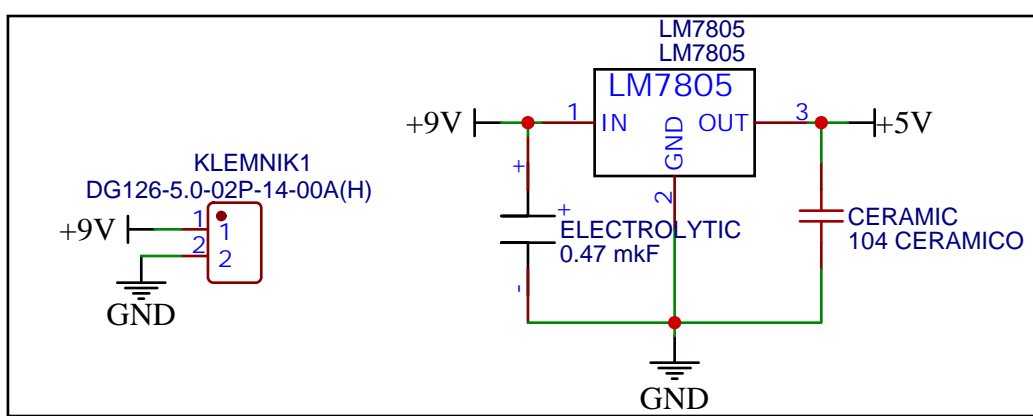 KLEMNIK1
DG126-5.0-02P-14-00A(H)
+9V
1
1
2
2
GND
LM7805
LM7805
LM7805
+9V
1
IN
GND
OUT
3
+5V
2
+
+
ELECTROLYTIC
0.47 mkF
-
CERAMIC
104 CERAMICO
GND